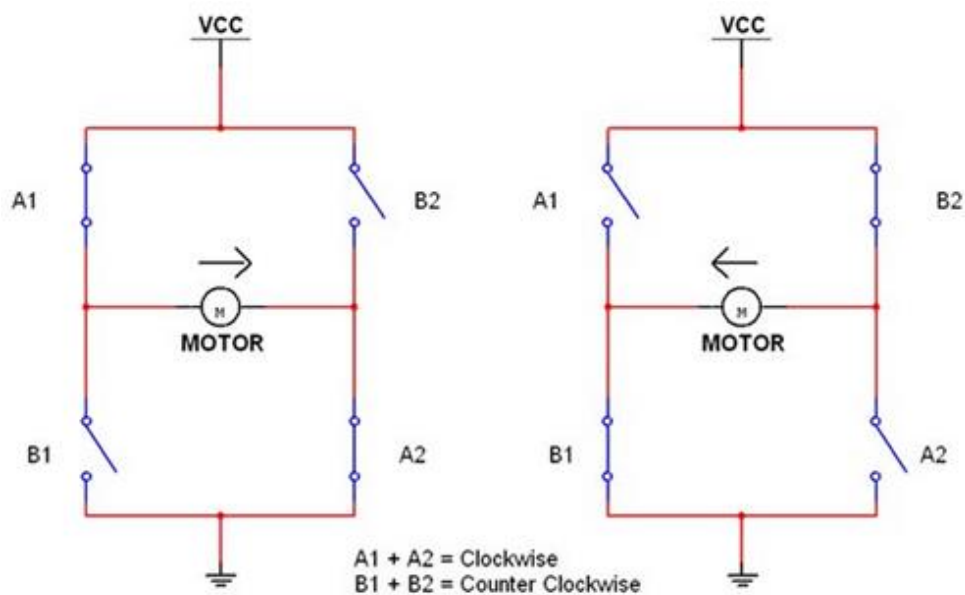 VCC
A1
B2
M
MOTOR
B1
A2
VCC
A1
B2
M
MOTOR
B1
A2
A1 + A2 = Clockwise
B1 + B2 = Counter Clockwise